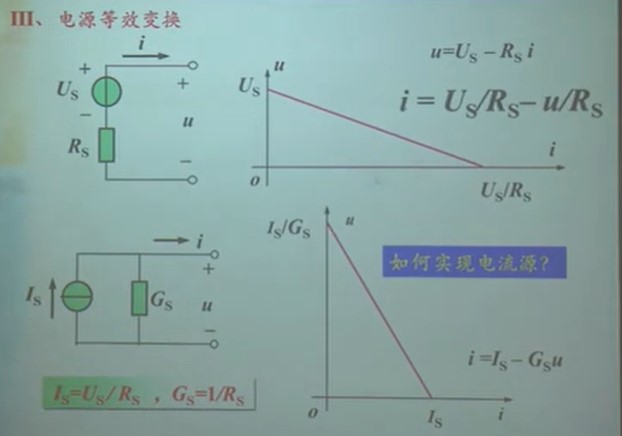 III、电源等效变换
i
+
U_S
−
R_S
+
u
−
U_S
u
o
i
U_S/R_S
u=U_S − R_S i
i = U_S/R_S − u/R_S
i
+
I_S
G_S
u
−
I_S/G_S
u
o
I_S
i
如何实现电流源?
i =I_S − G_S u
I_S=U_S/ R_S ，G_S=1/R_S